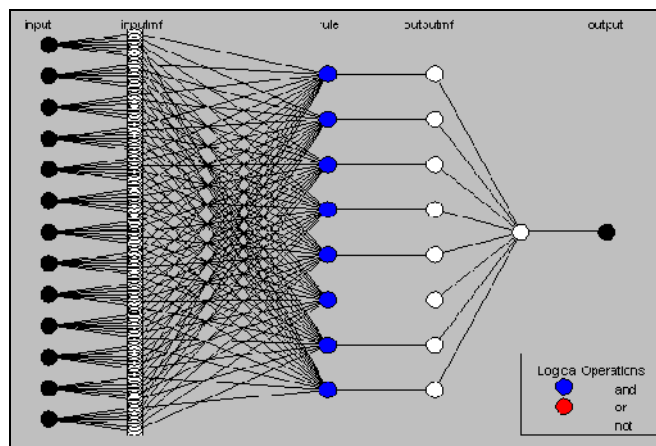 input
inputmf
rule
outputmf
output
Logical Operations
and
or
not